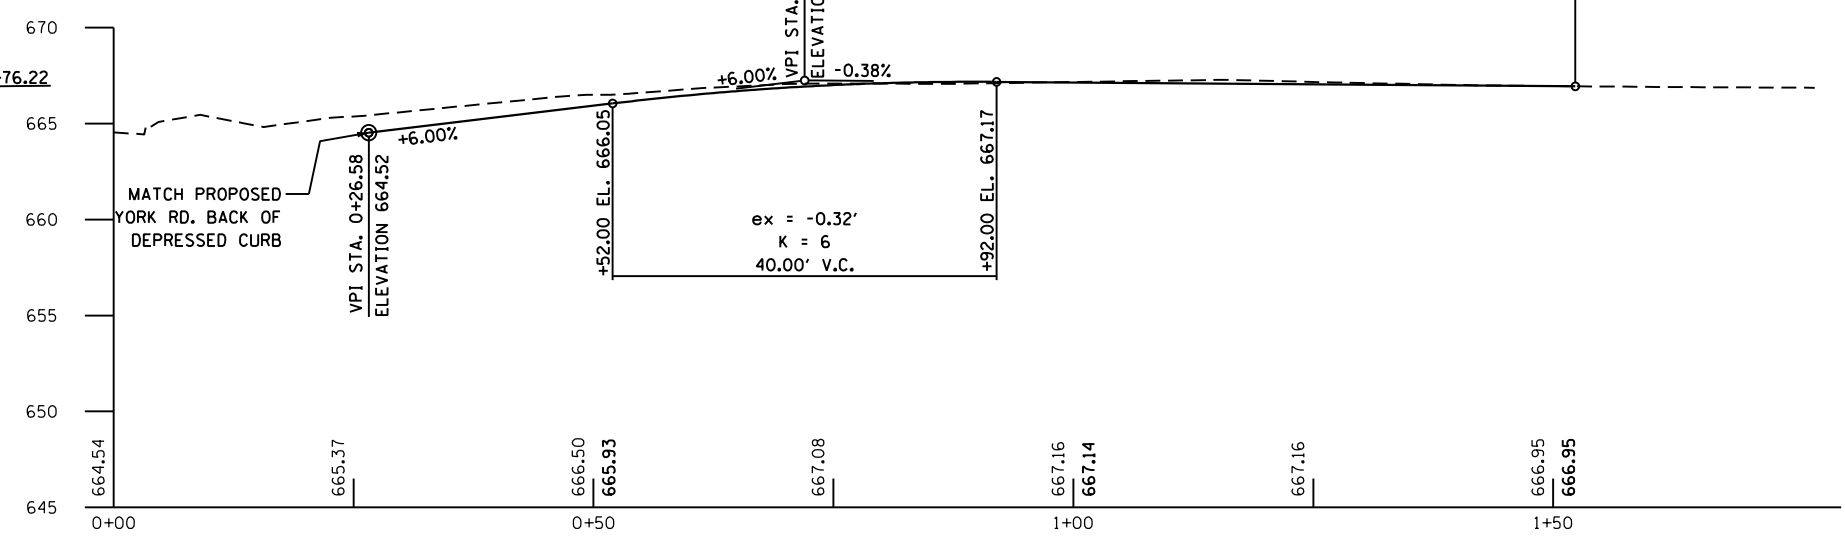 670
VPI STA.
-76.22
+6.00%
-0.38%
665
+6.00%
VPI STA. 0+26.58
ELEVATION 664.52
MATCH PROPOSED
YORK RD. BACK OF
DEPRESSED CURB
+52.00 EL. 666.05
+92.00 EL. 667.17
660
ex = -0.32'
K = 6
40.00' V.C.
655
650
664.54
665.37
666.50
665.93
667.08
667.16
667.14
667.16
666.95
666.95
645
0+00
0+50
1+00
1+50